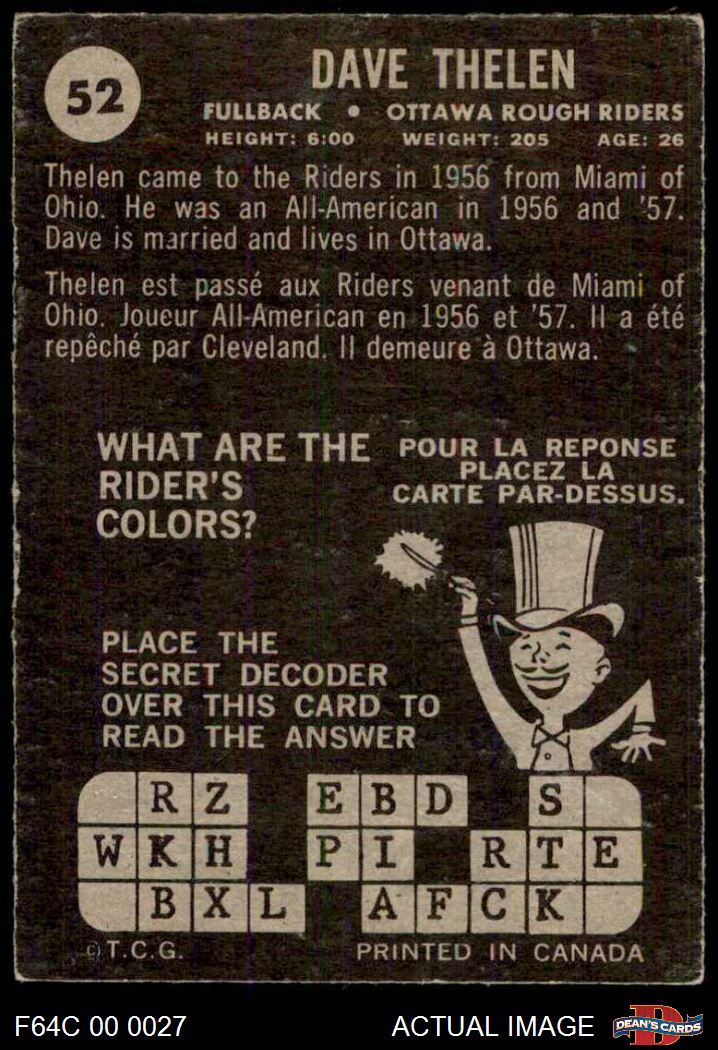 52
DAVE THELEN
FULLBACK • OTTAWA ROUGH RIDERS
HEIGHT: 6:00 WEIGHT: 205 AGE: 26
Thelen came to the Riders in 1956 from Miami of
Ohio. He was an All-American in 1956 and '57.
Dave is married and lives in Ottawa.
Thelen est passé aux Riders venant de Miami of
Ohio. Joueur All-American en 1956 et '57. Il a été
repêché par Cleveland. Il demeure à Ottawa.
WHAT ARE THE
RIDER'S
COLORS?
POUR LA REPONSE
PLACEZ LA
CARTE PAR-DESSUS.
PLACE THE
SECRET DECODER
OVER THIS CARD TO
READ THE ANSWER
R Z E B D S
W K H P I R T E
B X L A F C K
© T.C.G. PRINTED IN CANADA
F64C 00 0027 ACTUAL IMAGE DEAN'S CARDS